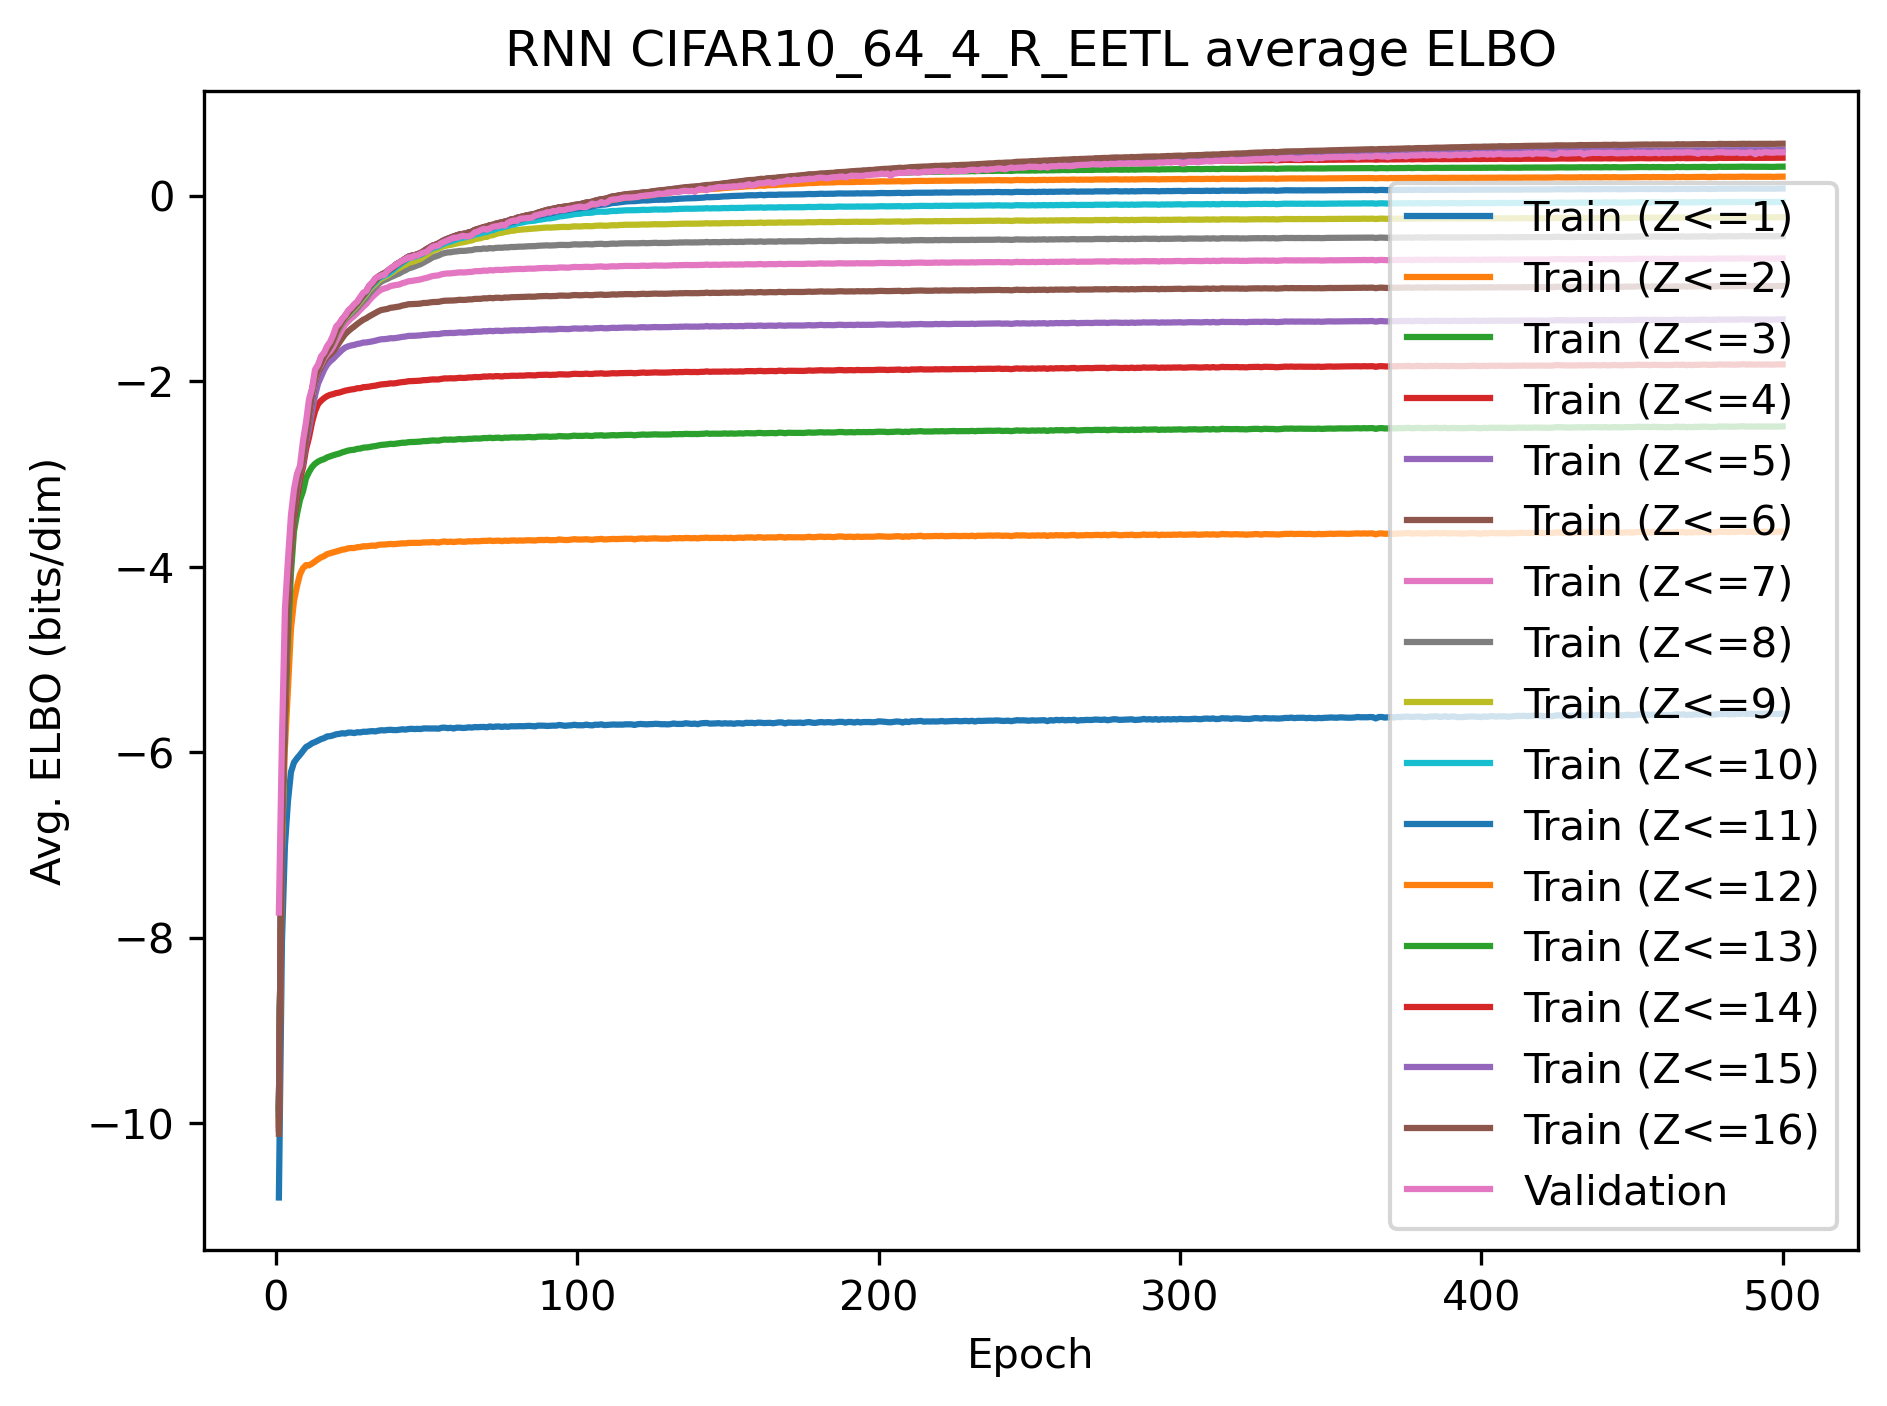 RNN CIFAR10_64_4_R_EETL average ELBO
Avg. ELBO (bits/dim)
0
−2
−4
−6
−8
−10
Train (Z<=1)
Train (Z<=2)
Train (Z<=3)
Train (Z<=4)
Train (Z<=5)
Train (Z<=6)
Train (Z<=7)
Train (Z<=8)
Train (Z<=9)
Train (Z<=10)
Train (Z<=11)
Train (Z<=12)
Train (Z<=13)
Train (Z<=14)
Train (Z<=15)
Train (Z<=16)
Validation
0 100 200 300 400 500
Epoch